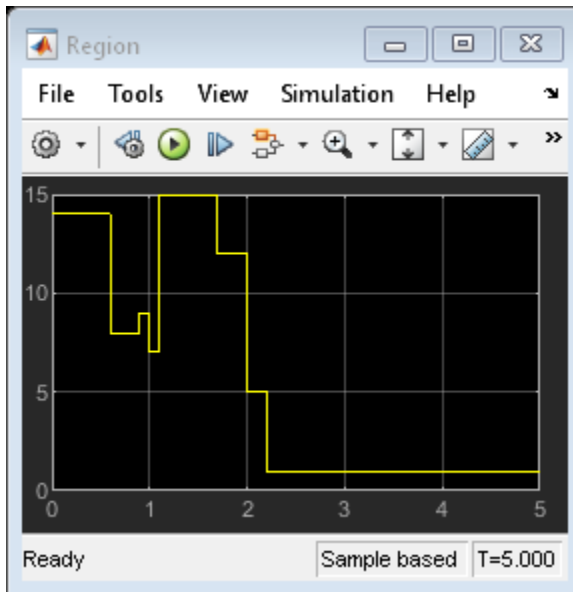 Region
File Tools View Simulation Help
15
10
5
0
0 1 2 3 4 5
Ready Sample based T=5.000